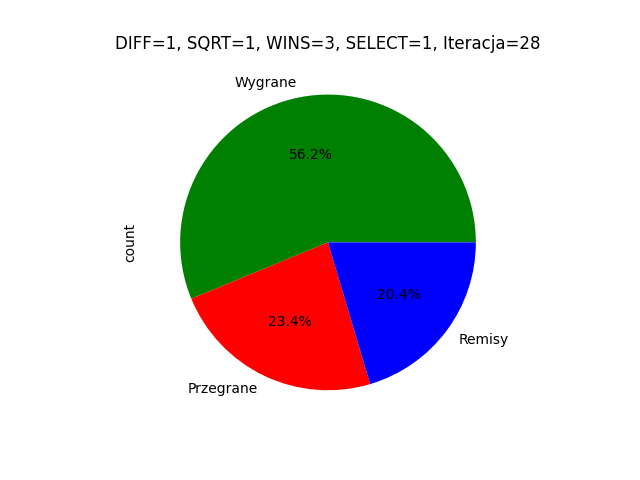 DIFF=1, SQRT=1, WINS=3, SELECT=1, Iteracja=28
Wygrane
56.2%
count
20.4%
23.4%
Remisy
Przegrane